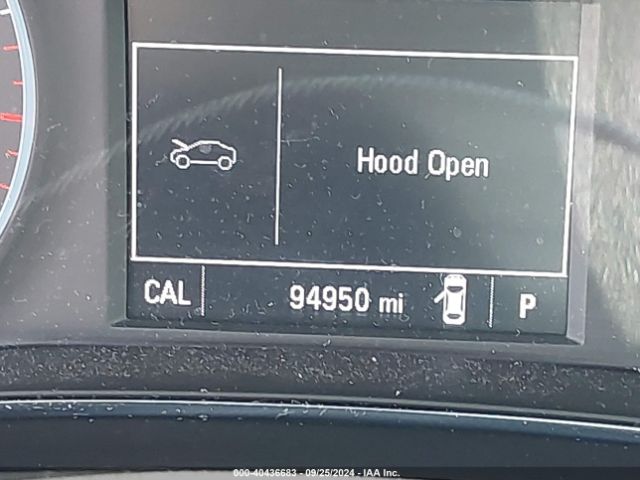 Hood Open
CAL 94950 mi P
000-40436683 - 09/25/2024 - IAA Inc.